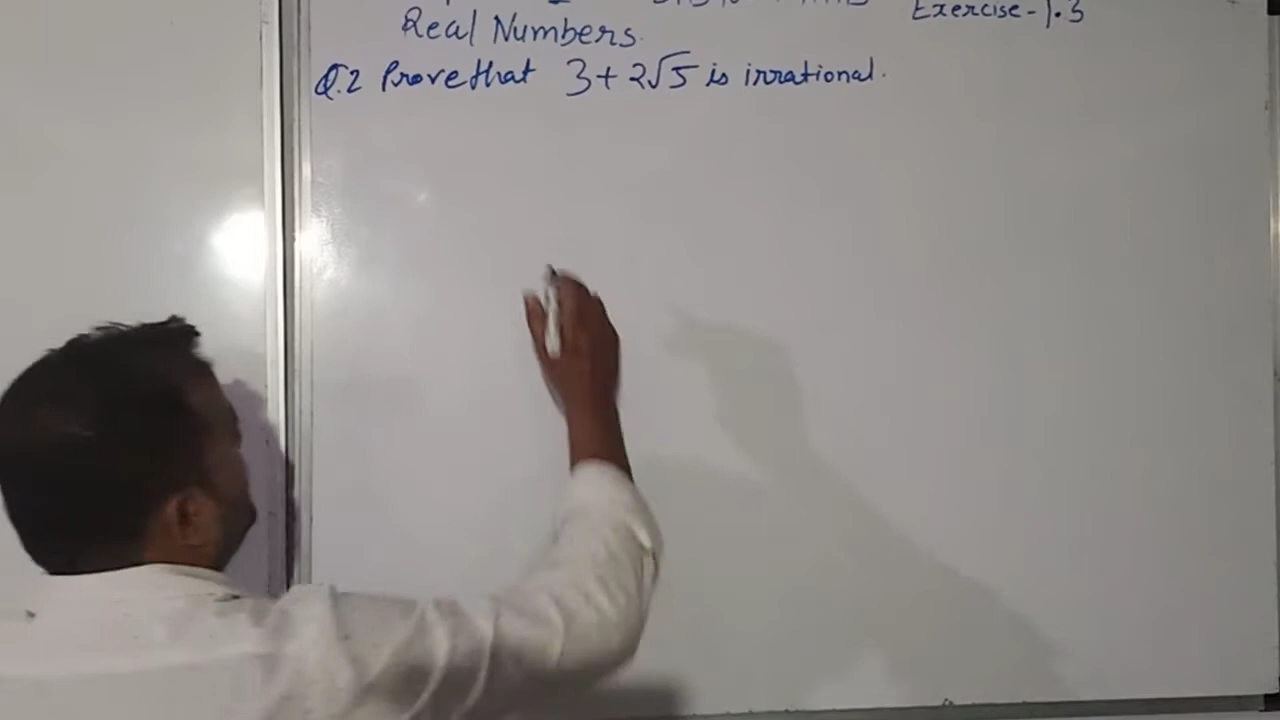 Exercise-1.3
Real Numbers
Q.2 Prove that 3+2√5 is irrational.